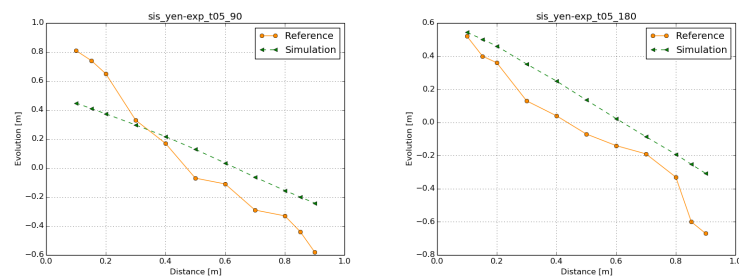 sis_yen-exp_t05_90
1.0
0.8
0.6
0.4
0.2
0.0
−0.2
−0.4
−0.6
Evolution [m]
Reference
Simulation
0.0 0.2 0.4 0.6 0.8 1.0
Distance [m]
sis_yen-exp_t05_180
0.6
0.4
0.2
0.0
−0.2
−0.4
−0.6
−0.8
Evolution [m]
Reference
Simulation
0.0 0.2 0.4 0.6 0.8 1.0
Distance [m]